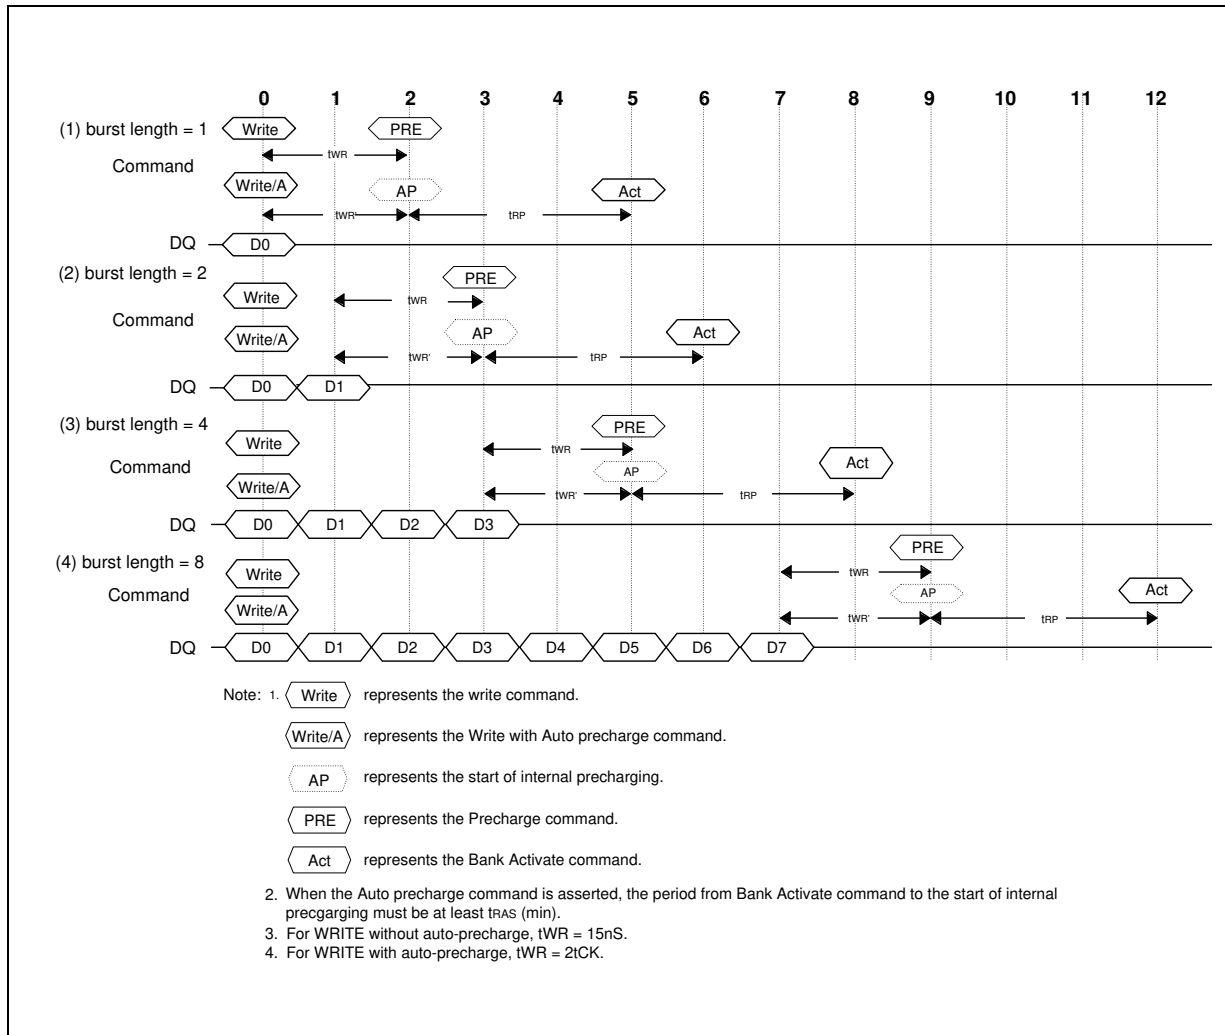 0 1 2 3 4 5 6 7 8 9 10 11 12
(1) burst length = 1 Write PRE
Command tWR
Write/A AP Act
tWR' tRP
DQ D0
(2) burst length = 2 Write PRE
Command tWR
Write/A AP Act
tWR' tRP
DQ D0 D1
(3) burst length = 4 Write PRE
Command tWR
Write/A AP Act
tWR' tRP
DQ D0 D1 D2 D3
(4) burst length = 8 Write PRE
Command tWR
Write/A AP Act
tWR' tRP
DQ D0 D1 D2 D3 D4 D5 D6 D7
Note: 1. Write represents the write command.
Write/A represents the Write with Auto precharge command.
AP represents the start of internal precharging.
PRE represents the Precharge command.
Act represents the Bank Activate command.
2. When the Auto precharge command is asserted, the period from Bank Activate command to the start of internal
precgarging must be at least tRAS (min).
3. For WRITE without auto-precharge, tWR = 15nS.
4. For WRITE with auto-precharge, tWR = 2tCK.